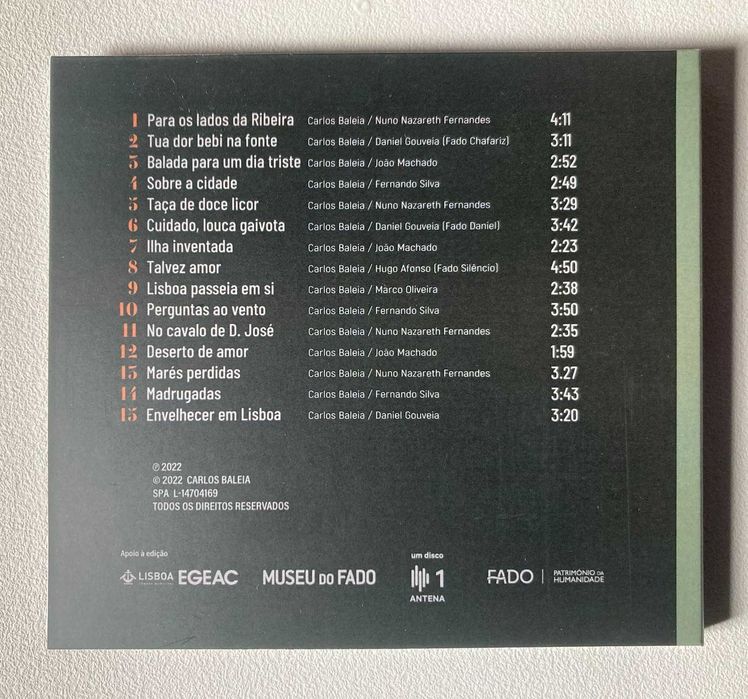 1 Para os lados da Ribeira Carlos Baleia / Nuno Nazareth Fernandes 4:11
2 Tua dor bebi na fonte Carlos Baleia / Daniel Gouveia (Fado Chafariz) 3:11
3 Balada para um dia triste Carlos Baleia / João Machado 2:52
4 Sobre a cidade Carlos Baleia / Fernando Silva 2:49
5 Taça de doce licor Carlos Baleia / Nuno Nazareth Fernandes 3:29
6 Cuidado, louca gaivota Carlos Baleia / Daniel Gouveia (Fado Daniel) 3:42
7 Ilha inventada Carlos Baleia / João Machado 2:23
8 Talvez amor Carlos Baleia / Hugo Afonso (Fado Silêncio) 4:50
9 Lisboa passeia em si Carlos Baleia / Marco Oliveira 2:38
10 Perguntas ao vento Carlos Baleia / Fernando Silva 3:50
11 No cavalo de D. José Carlos Baleia / Nuno Nazareth Fernandes 2:35
12 Deserto de amor Carlos Baleia / João Machado 1:59
13 Marés perdidas Carlos Baleia / Nuno Nazareth Fernandes 3.27
14 Madrugadas Carlos Baleia / Fernando Silva 3:43
15 Envelhecer em Lisboa Carlos Baleia / Daniel Gouveia 3:20
℗ 2022
© 2022 CARLOS BALEIA
SPA L-14704169
TODOS OS DIREITOS RESERVADOS
Apoio à edição
LISBOA
CÂMARA MUNICIPAL
EGEAC
MUSEU DO FADO
um disco
1
ANTENA
FADO
PATRIMÓNIO DA
HUMANIDADE